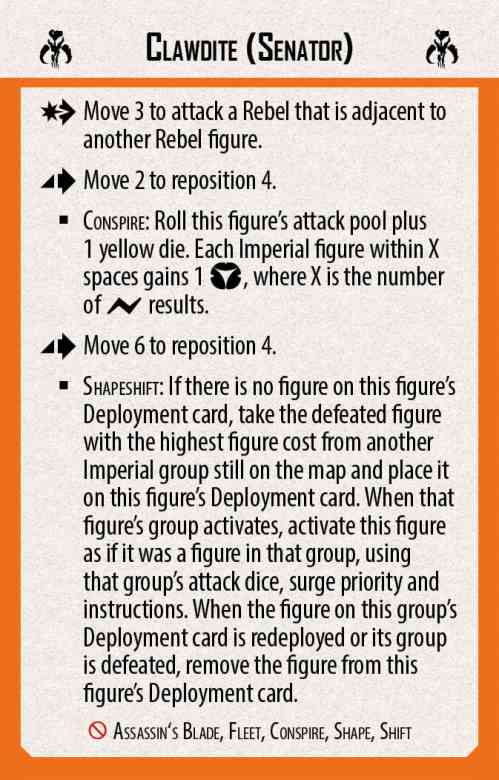 Clawdite (Senator)
Move 3 to attack a Rebel that is adjacent to
another Rebel figure.
Move 2 to reposition 4.
▪ Conspire: Roll this figure's attack pool plus
1 yellow die. Each Imperial figure within X
spaces gains 1 , where X is the number
of results.
Move 6 to reposition 4.
▪ Shapeshift: If there is no figure on this figure's
Deployment card, take the defeated figure
with the highest figure cost from another
Imperial group still on the map and place it
on this figure's Deployment card. When that
figure's group activates, activate this figure
as if it was a figure in that group, using
that group's attack dice, surge priority and
instructions. When the figure on this group's
Deployment card is redeployed or its group
is defeated, remove the figure from this
figure's Deployment card.
Assassin's Blade, Fleet, Conspire, Shape, Shift